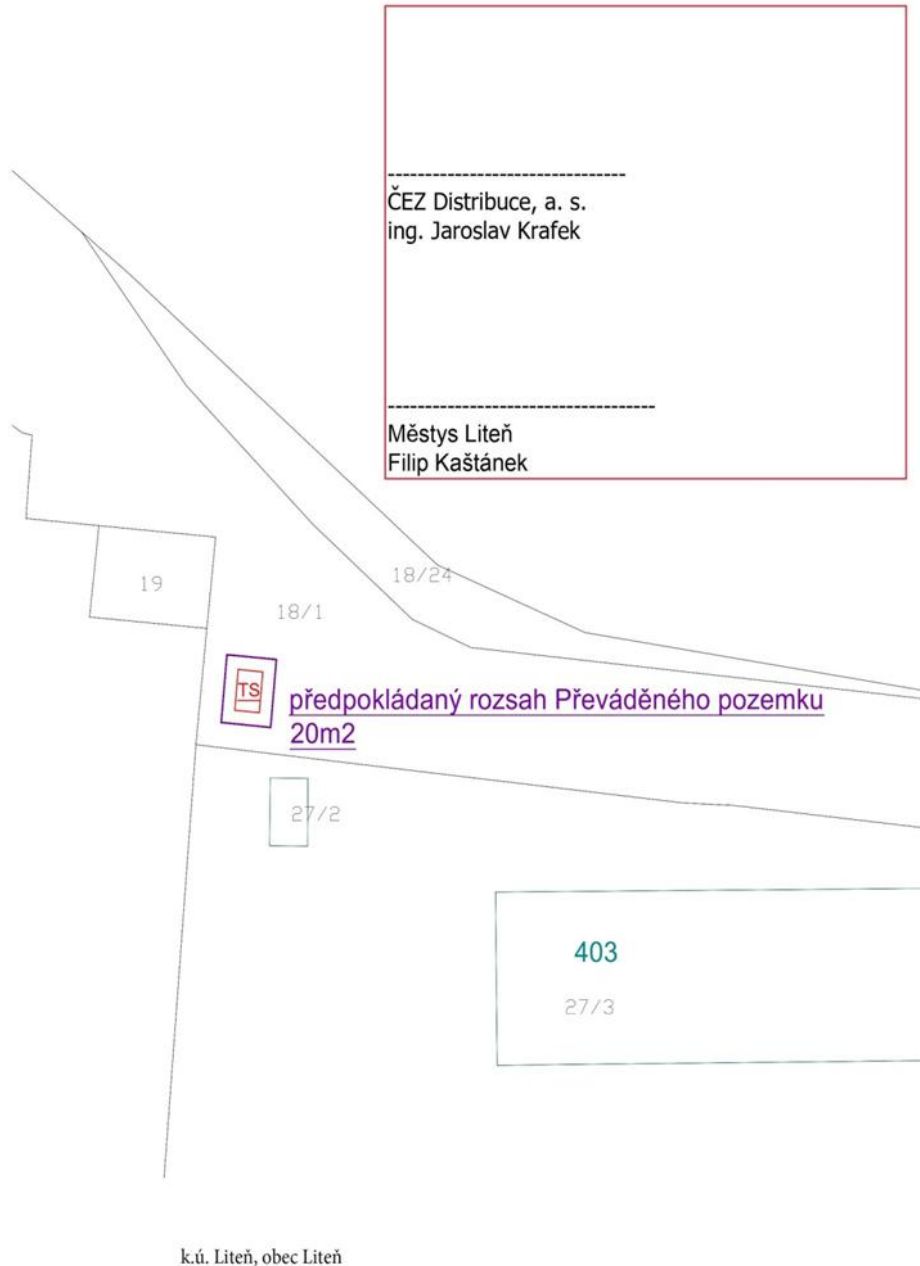 ČEZ Distribuce, a. s.
ing. Jaroslav Krafek
Městys Liteň
Filip Kaštánek
19
18/24
18/1
TS
předpokládaný rozsah Převáděného pozemku
20m2
27/2
403
27/3
k.ú. Liteň, obec Liteň